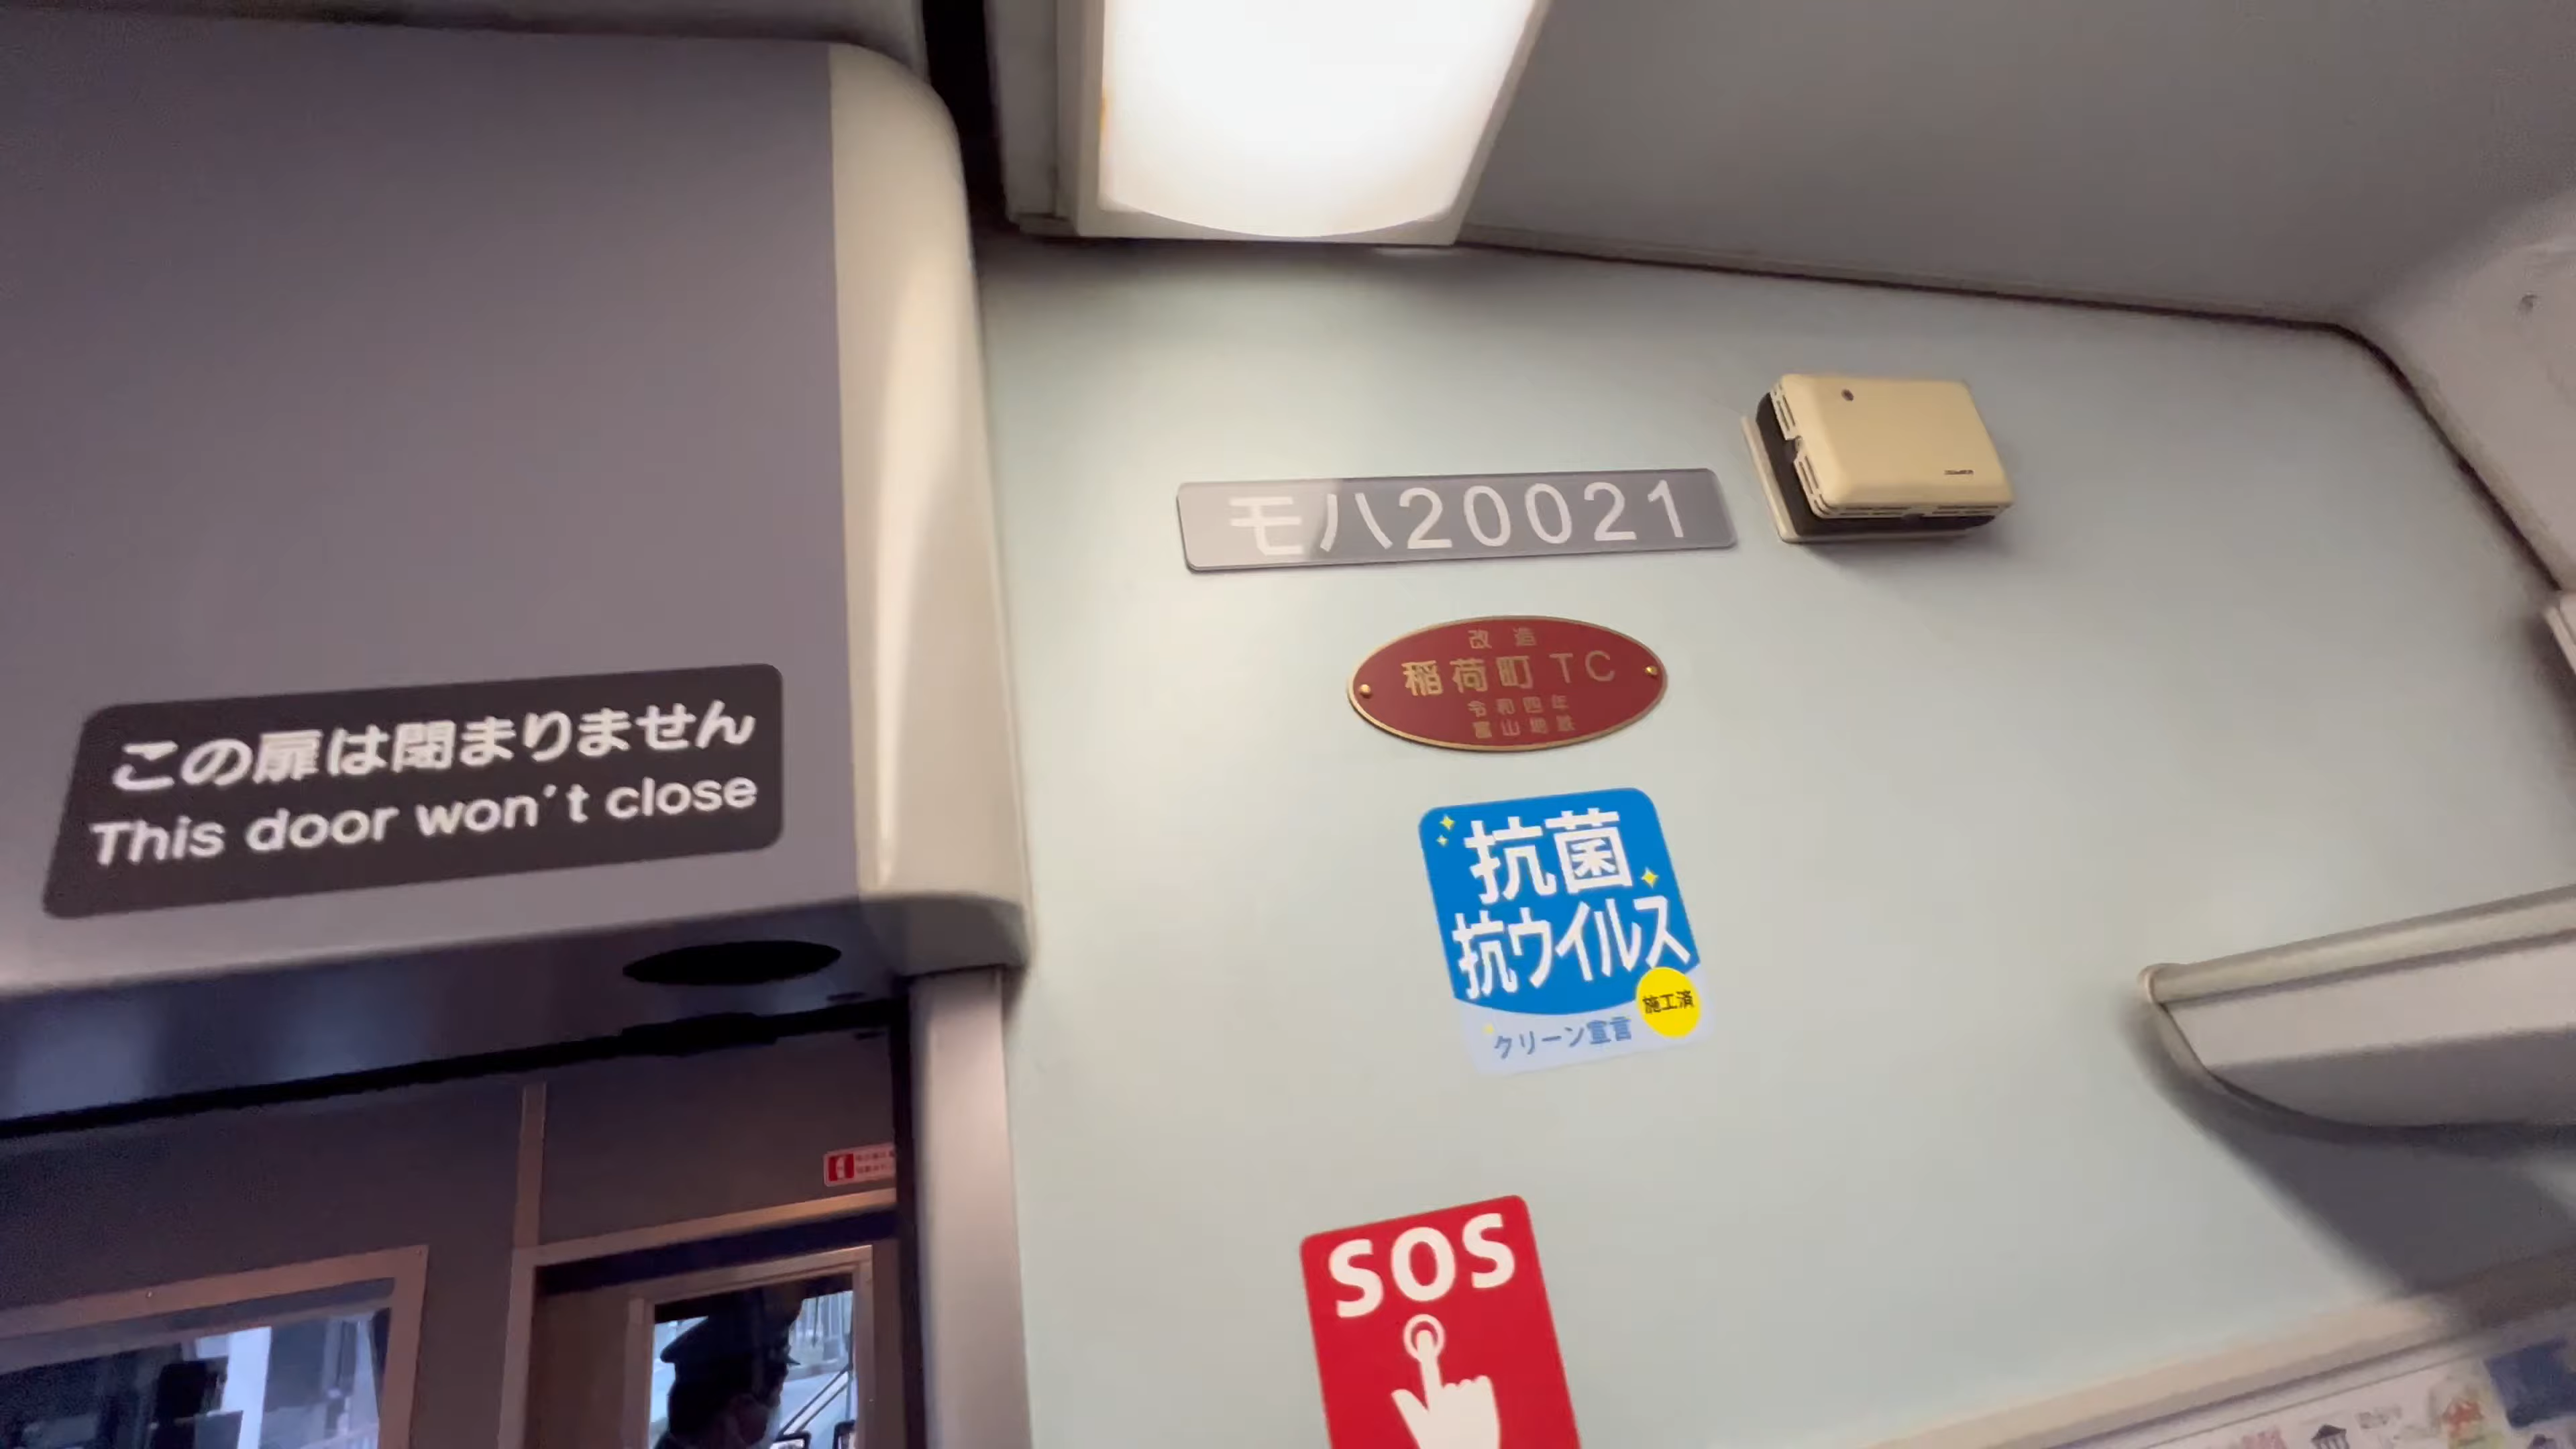 モハ20021
改造
稲荷町TC
令和四年
富山地鉄
この扉は閉まりません
This door won't close
抗菌
抗ウイルス
施工済
クリーン宣言
SOS